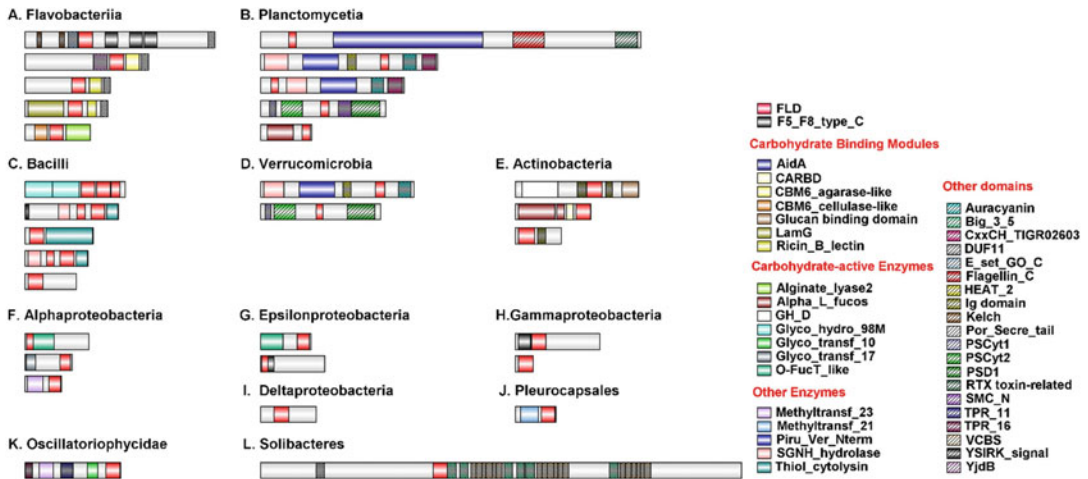 A. Flavobacteriia
B. Planctomycetia
C. Bacilli
D. Verrucomicrobia
E. Actinobacteria
F. Alphaproteobacteria
G. Epsilonproteobacteria
H.Gammaproteobacteria
I. Deltaproteobacteria
J. Pleurocapsales
K. Oscillatoriophycidae
L. Solibacteres
FLD
F5_F8_type_C
Carbohydrate Binding Modules
AidA
CARBD
CBM6_agarase-like
CBM6_cellulase-like
Glucan binding domain
LamG
Ricin_B_lectin
Carbohydrate-active Enzymes
Alginate_lyase2
Alpha_L_fucos
GH_D
Glyco_hydro_98M
Glyco_transf_10
Glyco_transf_17
O-FucT_like
Other Enzymes
Methyltransf_23
Methyltransf_21
Piru_Ver_Nterm
SGNH_hydrolase
Thiol_cytolysin
Other domains
Auracyanin
Big_3_5
CxxCH_TIGR02603
DUF11
E_set_GO_C
Flagellin_C
HEAT_2
Ig domain
Kelch
Por_Secre_tail
PSCyt1
PSCyt2
PSD1
RTX toxin-related
SMC_N
TPR_11
TPR_16
VCBS
YSIRK_signal
YjdB